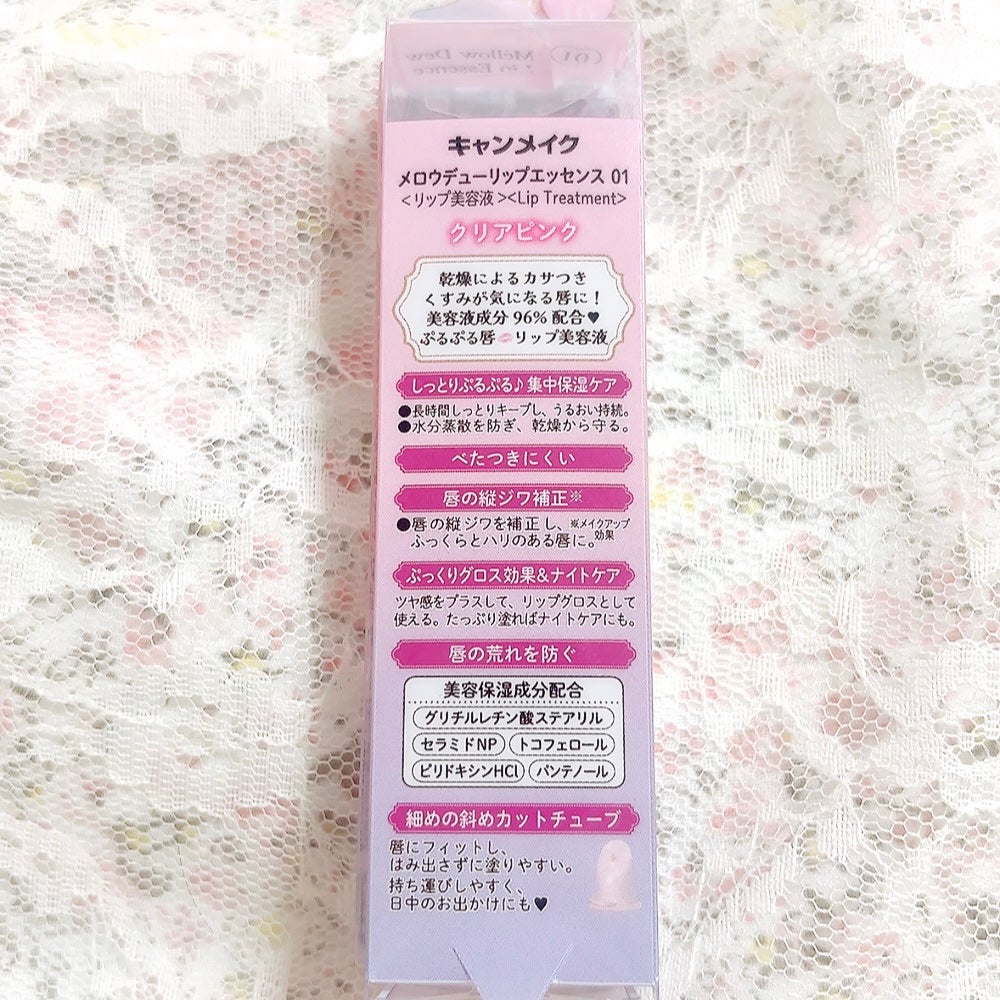 01 Mellow Dew
Lip Essence
キャンメイク
メロウデューリップエッセンス 01
<リップ美容液><Lip Treatment>
クリアピンク
乾燥によるカサつき
くすみが気になる唇に!
美容液成分 96% 配合♥
ぷるぷる唇💋リップ美容液
しっとりぷるぷる♪集中保湿ケア
●長時間しっとりキープし、うるおい持続。
●水分蒸散を防ぎ、乾燥から守る。
べたつきにくい
唇の縦ジワ補正※
●唇の縦ジワを補正し、※メイクアップ効果
ふっくらとハリのある唇に。
ぷっくりグロス効果&ナイトケア
ツヤ感をプラスして、リップグロスとして
使える。たっぷり塗ればナイトケアにも。
唇の荒れを防ぐ
美容保湿成分配合
グリチルレチン酸ステアリル
セラミドNP トコフェロール
ピリドキシンHCl パンテノール
細めの斜めカットチューブ
唇にフィットし、
はみ出さずに塗りやすい。
持ち運びしやすく、
日中のお出かけにも♥